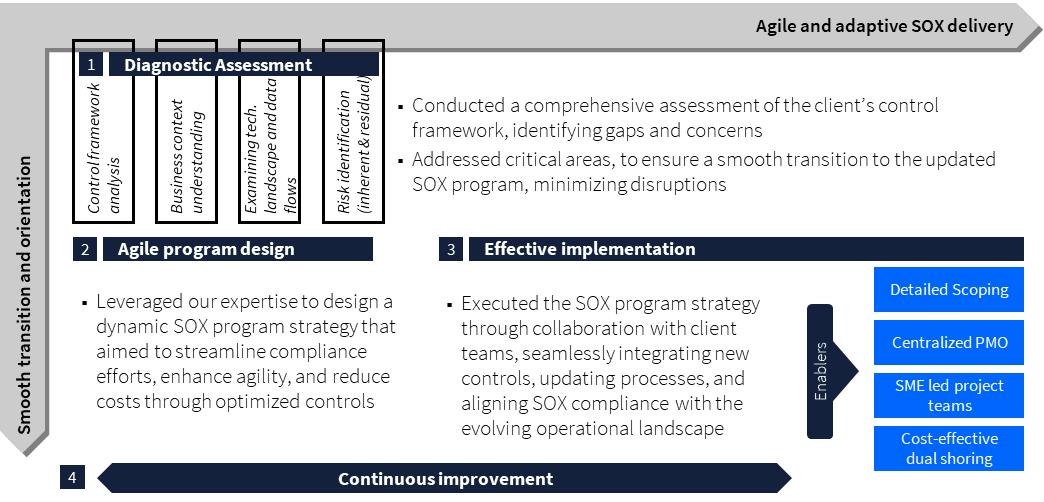 Agile and adaptive SOX delivery
Smooth transition and orientation
1
Diagnostic Assessment
Control framework
analysis
Business context
understanding
Examining tech.
landscape and data
flows
Risk identification
(inherent & residual)
▪ Conducted a comprehensive assessment of the client’s control
framework, identifying gaps and concerns
▪ Addressed critical areas, to ensure a smooth transition to the updated
SOX program, minimizing disruptions
2
Agile program design
▪ Leveraged our expertise to design a
dynamic SOX program strategy that
aimed to streamline compliance
efforts, enhance agility, and reduce
costs through optimized controls
3
Effective implementation
▪ Executed the SOX program strategy
through collaboration with client
teams, seamlessly integrating new
controls, updating processes, and
aligning SOX compliance with the
evolving operational landscape
Enablers
Detailed Scoping
Centralized PMO
SME led project
teams
Cost-effective
dual shoring
4
Continuous improvement